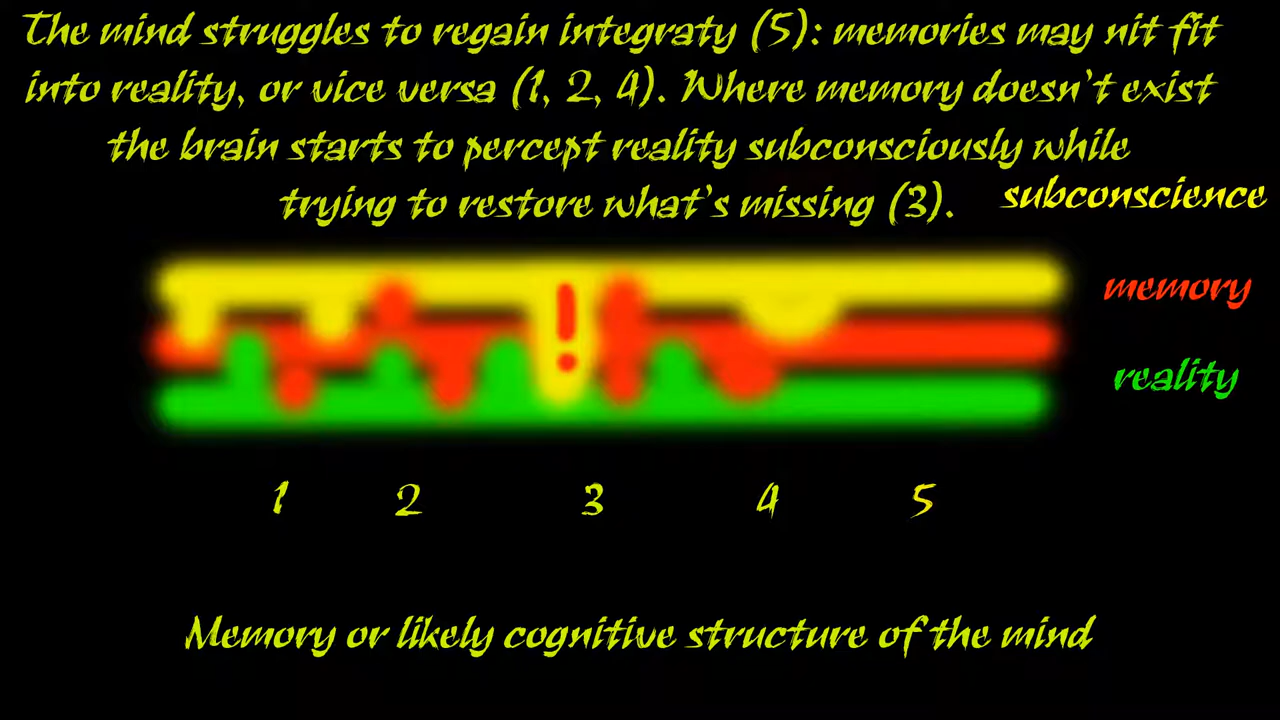 The mind struggles to regain integraty (5): memories may nit fit
into reality, or vice versa (1, 2, 4). Where memory doesn't exist
the brain starts to percept reality subconsciously while
trying to restore what's missing (3).
subconscience
memory
reality
!
1 2 3 4 5
Memory or likely cognitive structure of the mind